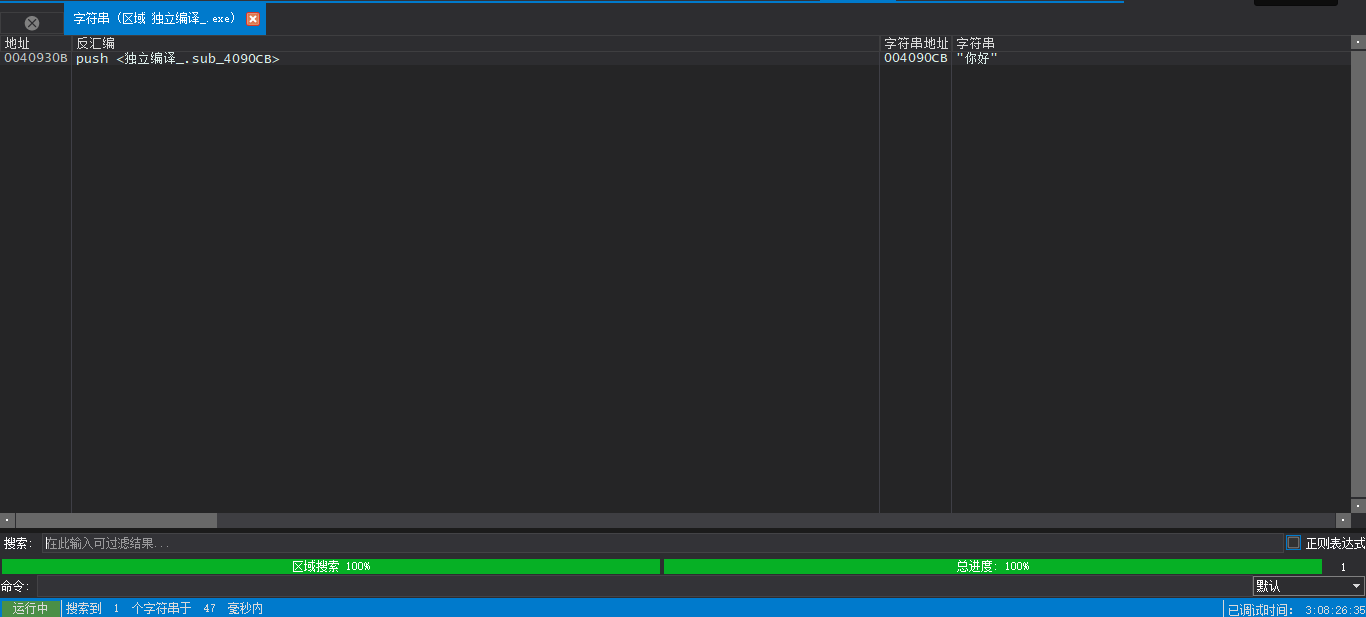 字符串 (区域 独立编译_.exe)
地址 反汇编 字符串地址 字符串
0040930B push <独立编译_.sub_4090CB> 004090CB "你好"
搜索: 在此输入可过滤结果... 正则表达式
区域搜索 100% 总进度: 100% 1
命令: 默认
运行中 搜索到 1 个字符串于 47 毫秒内 已调试时间: 3:08:26:35